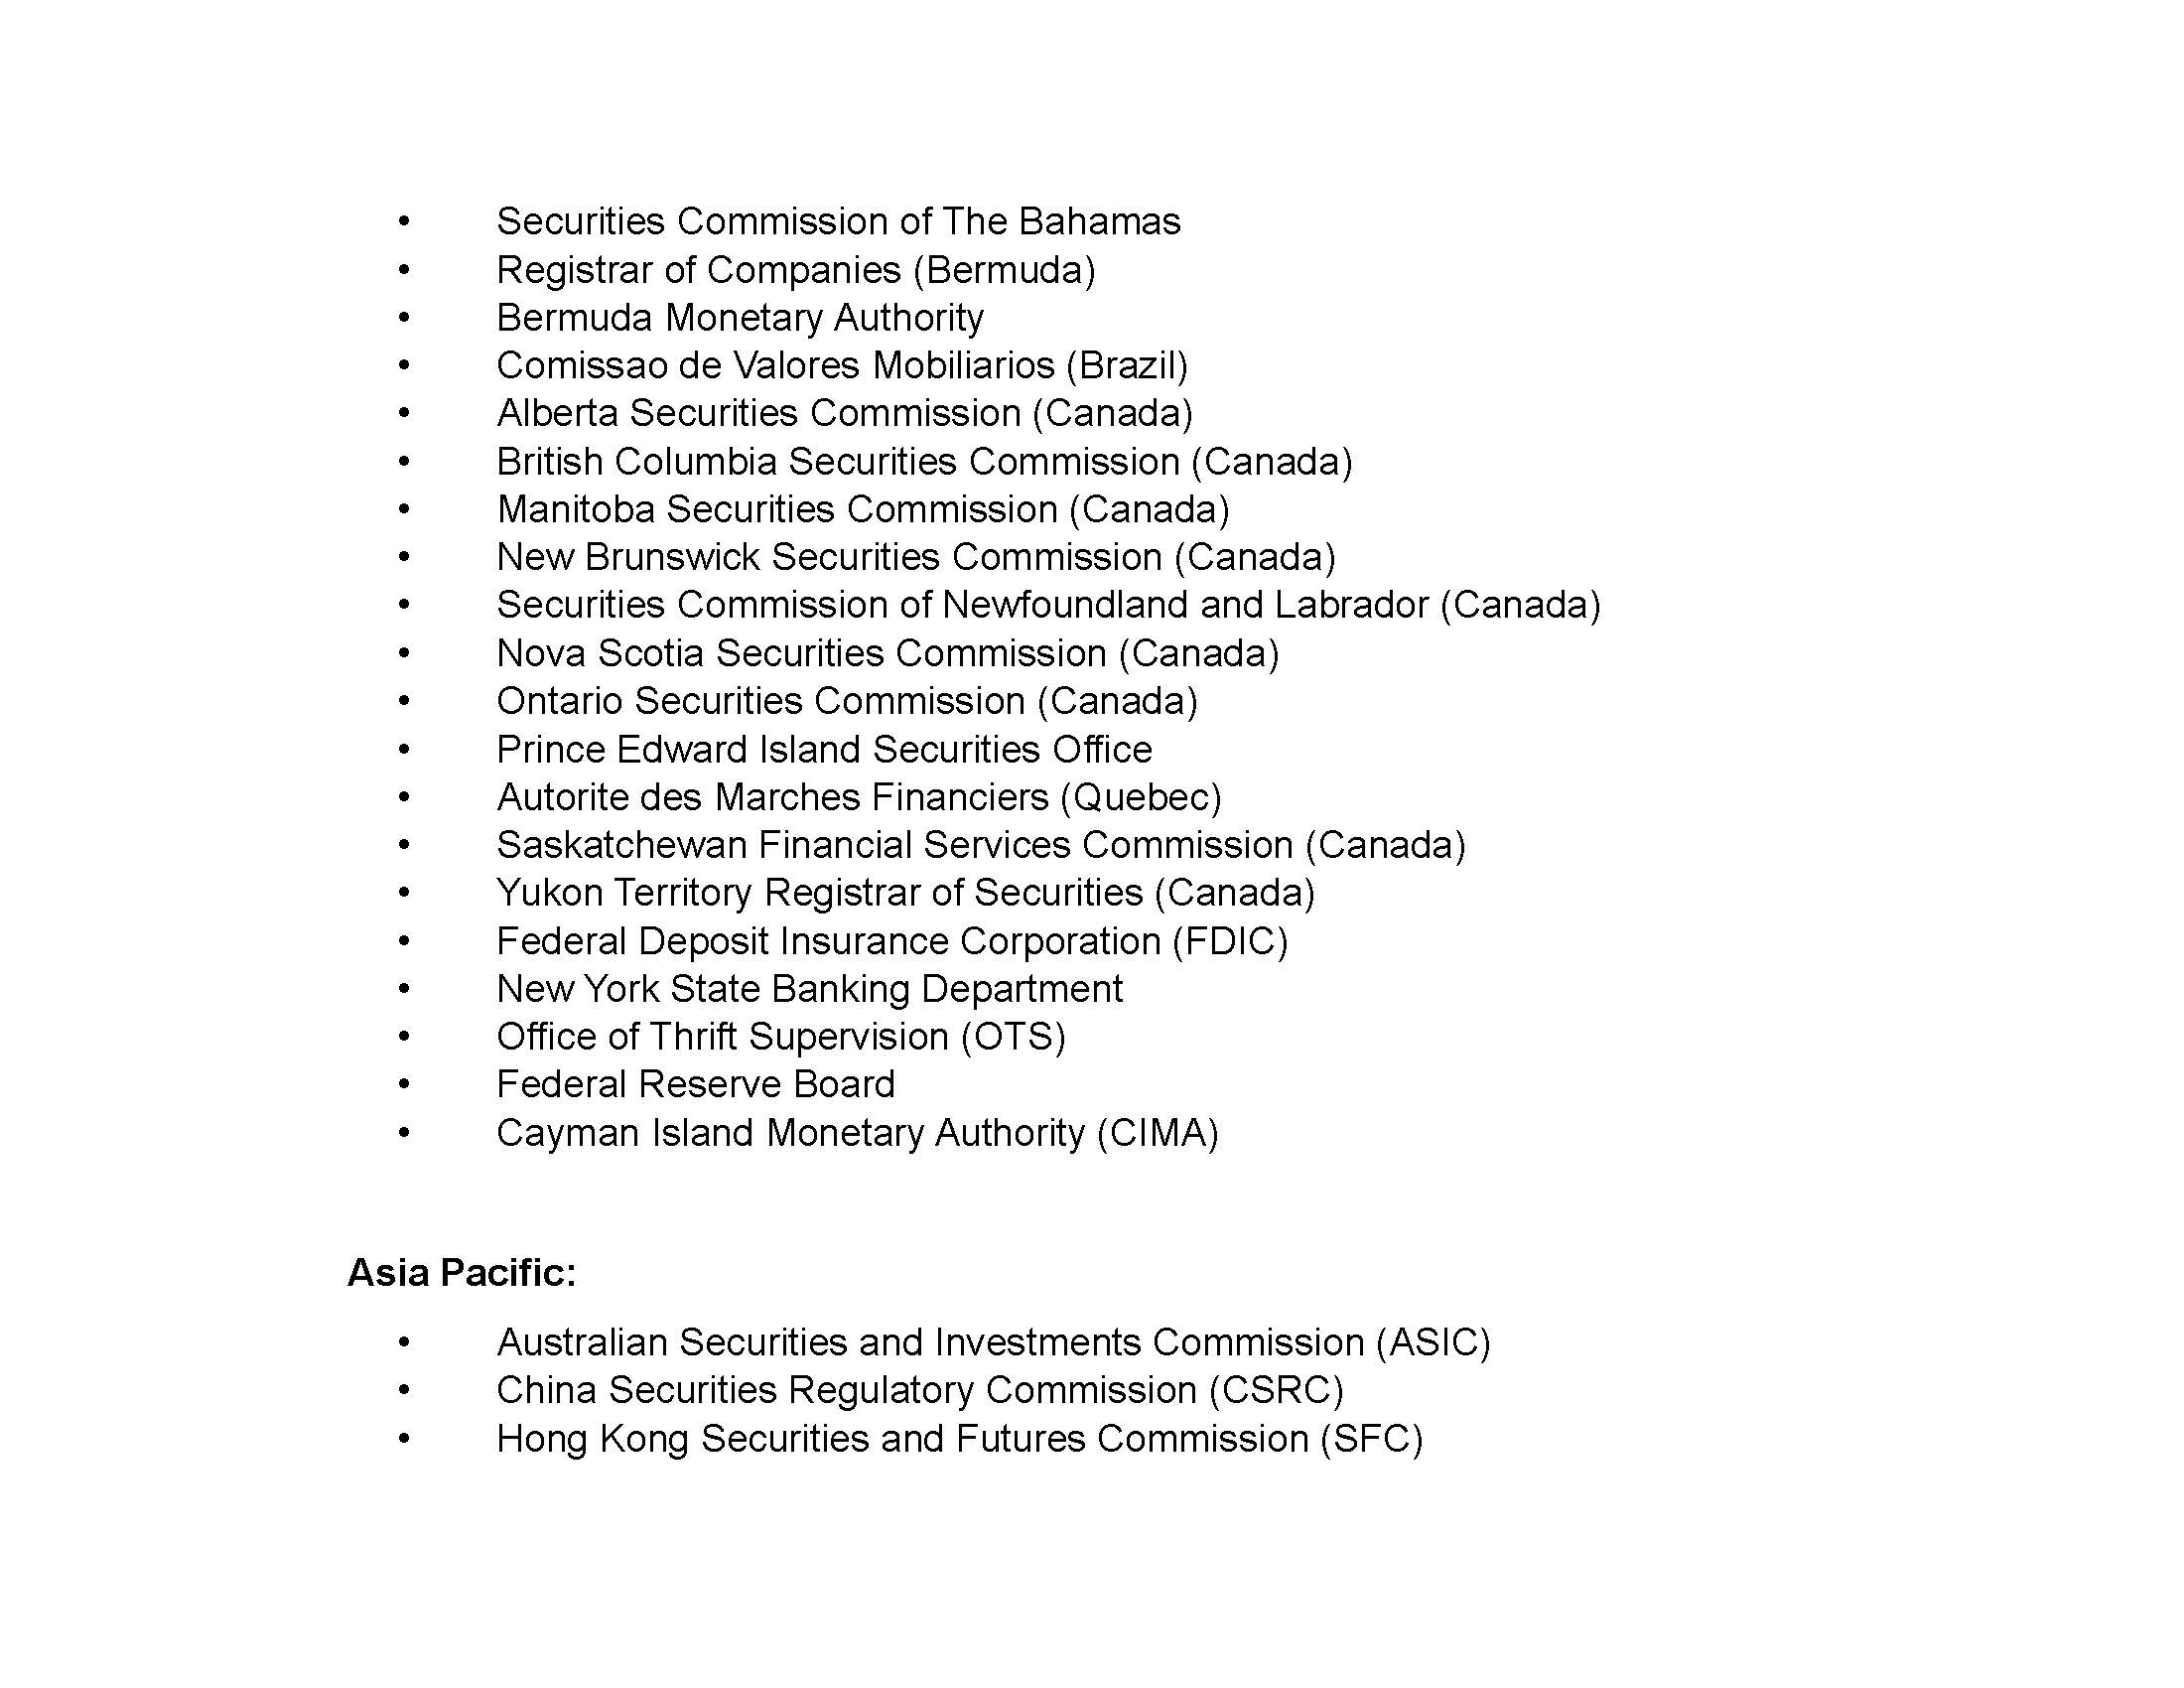 • Securities Commission of The Bahamas
• Registrar of Companies (Bermuda)
• Bermuda Monetary Authority
• Comissao de Valores Mobiliarios (Brazil)
• Alberta Securities Commission (Canada)
• British Columbia Securities Commission (Canada)
• Manitoba Securities Commission (Canada)
• New Brunswick Securities Commission (Canada)
• Securities Commission of Newfoundland and Labrador (Canada)
• Nova Scotia Securities Commission (Canada)
• Ontario Securities Commission (Canada)
• Prince Edward Island Securities Office
• Autorite des Marches Financiers (Quebec)
• Saskatchewan Financial Services Commission (Canada)
• Yukon Territory Registrar of Securities (Canada)
• Federal Deposit Insurance Corporation (FDIC)
• New York State Banking Department
• Office of Thrift Supervision (OTS)
• Federal Reserve Board
• Cayman Island Monetary Authority (CIMA)
Asia Pacific:
• Australian Securities and Investments Commission (ASIC)
• China Securities Regulatory Commission (CSRC)
• Hong Kong Securities and Futures Commission (SFC)